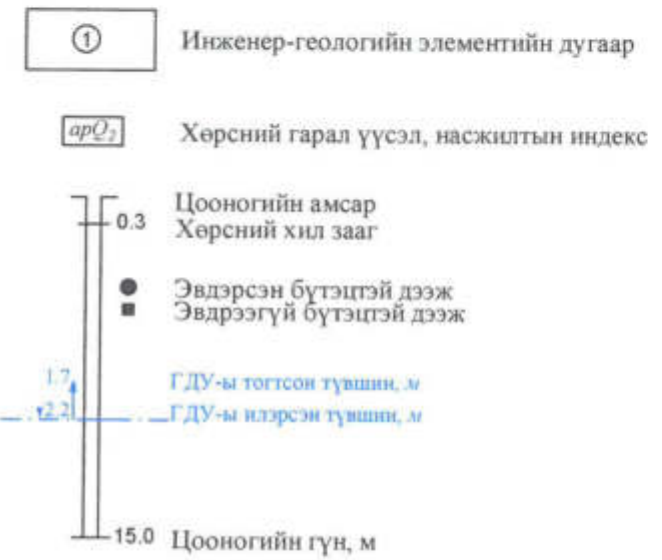 ① Инженер-геологийн элементийн дугаар
apQ₂ Хөрсний гарал үүсэл, насжилтын индекс
Цооногийн амсар
0.3 Хөрсний хил зааг
Эвдэрсэн бүтэцтэй дээж
Эвдрээгүй бүтэцтэй дээж
1.7 ГДУ-ы тогтсон түвшин, м
2.2 ГДУ-ы илэрсэн түвшин, м
15.0 Цооногийн гүн, м